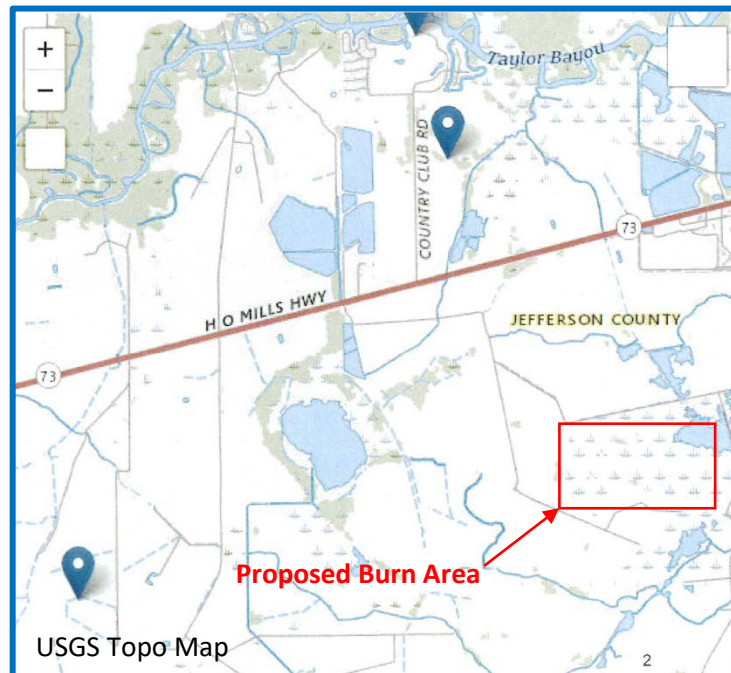 +
−
Taylor Bayou
COUNTRY CLUB RD
73
H O MILLS HWY
JEFFERSON COUNTY
73
Proposed Burn Area
USGS Topo Map
2